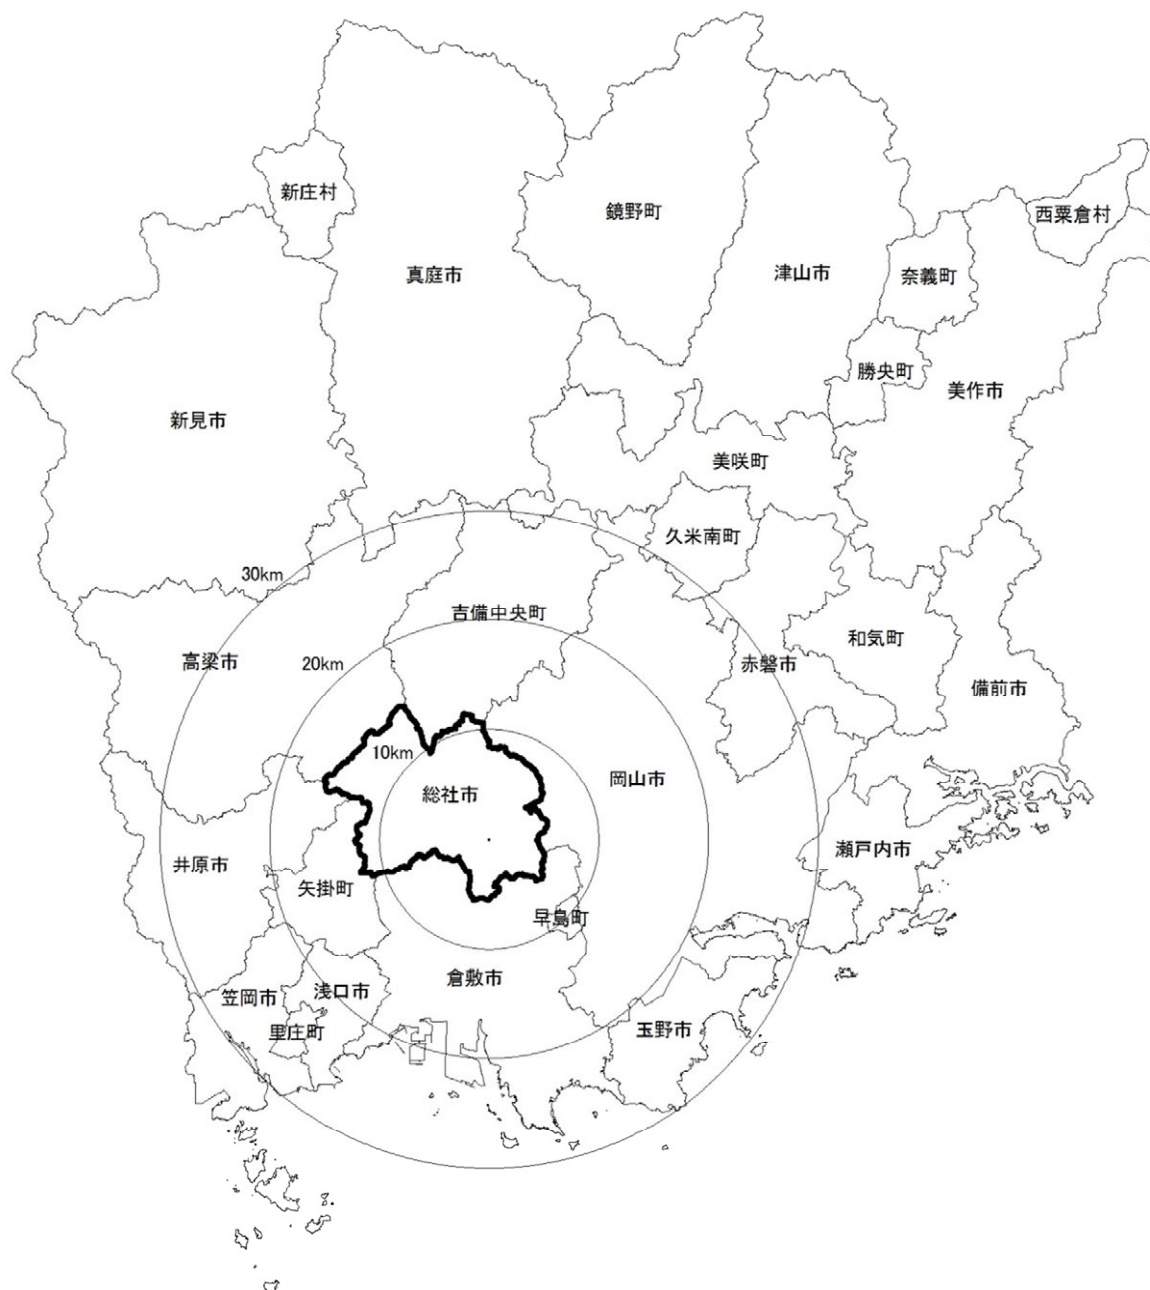 新庄村
鏡野町
西粟倉村
真庭市
津山市
奈義町
勝央町
美作市
新見市
美咲町
久米南町
30km
吉備中央町
和気町
高梁市
20km
赤磐市
備前市
10km
岡山市
総社市
瀬戸内市
井原市
矢掛町
早島町
倉敷市
浅口市
笠岡市
里庄町
玉野市